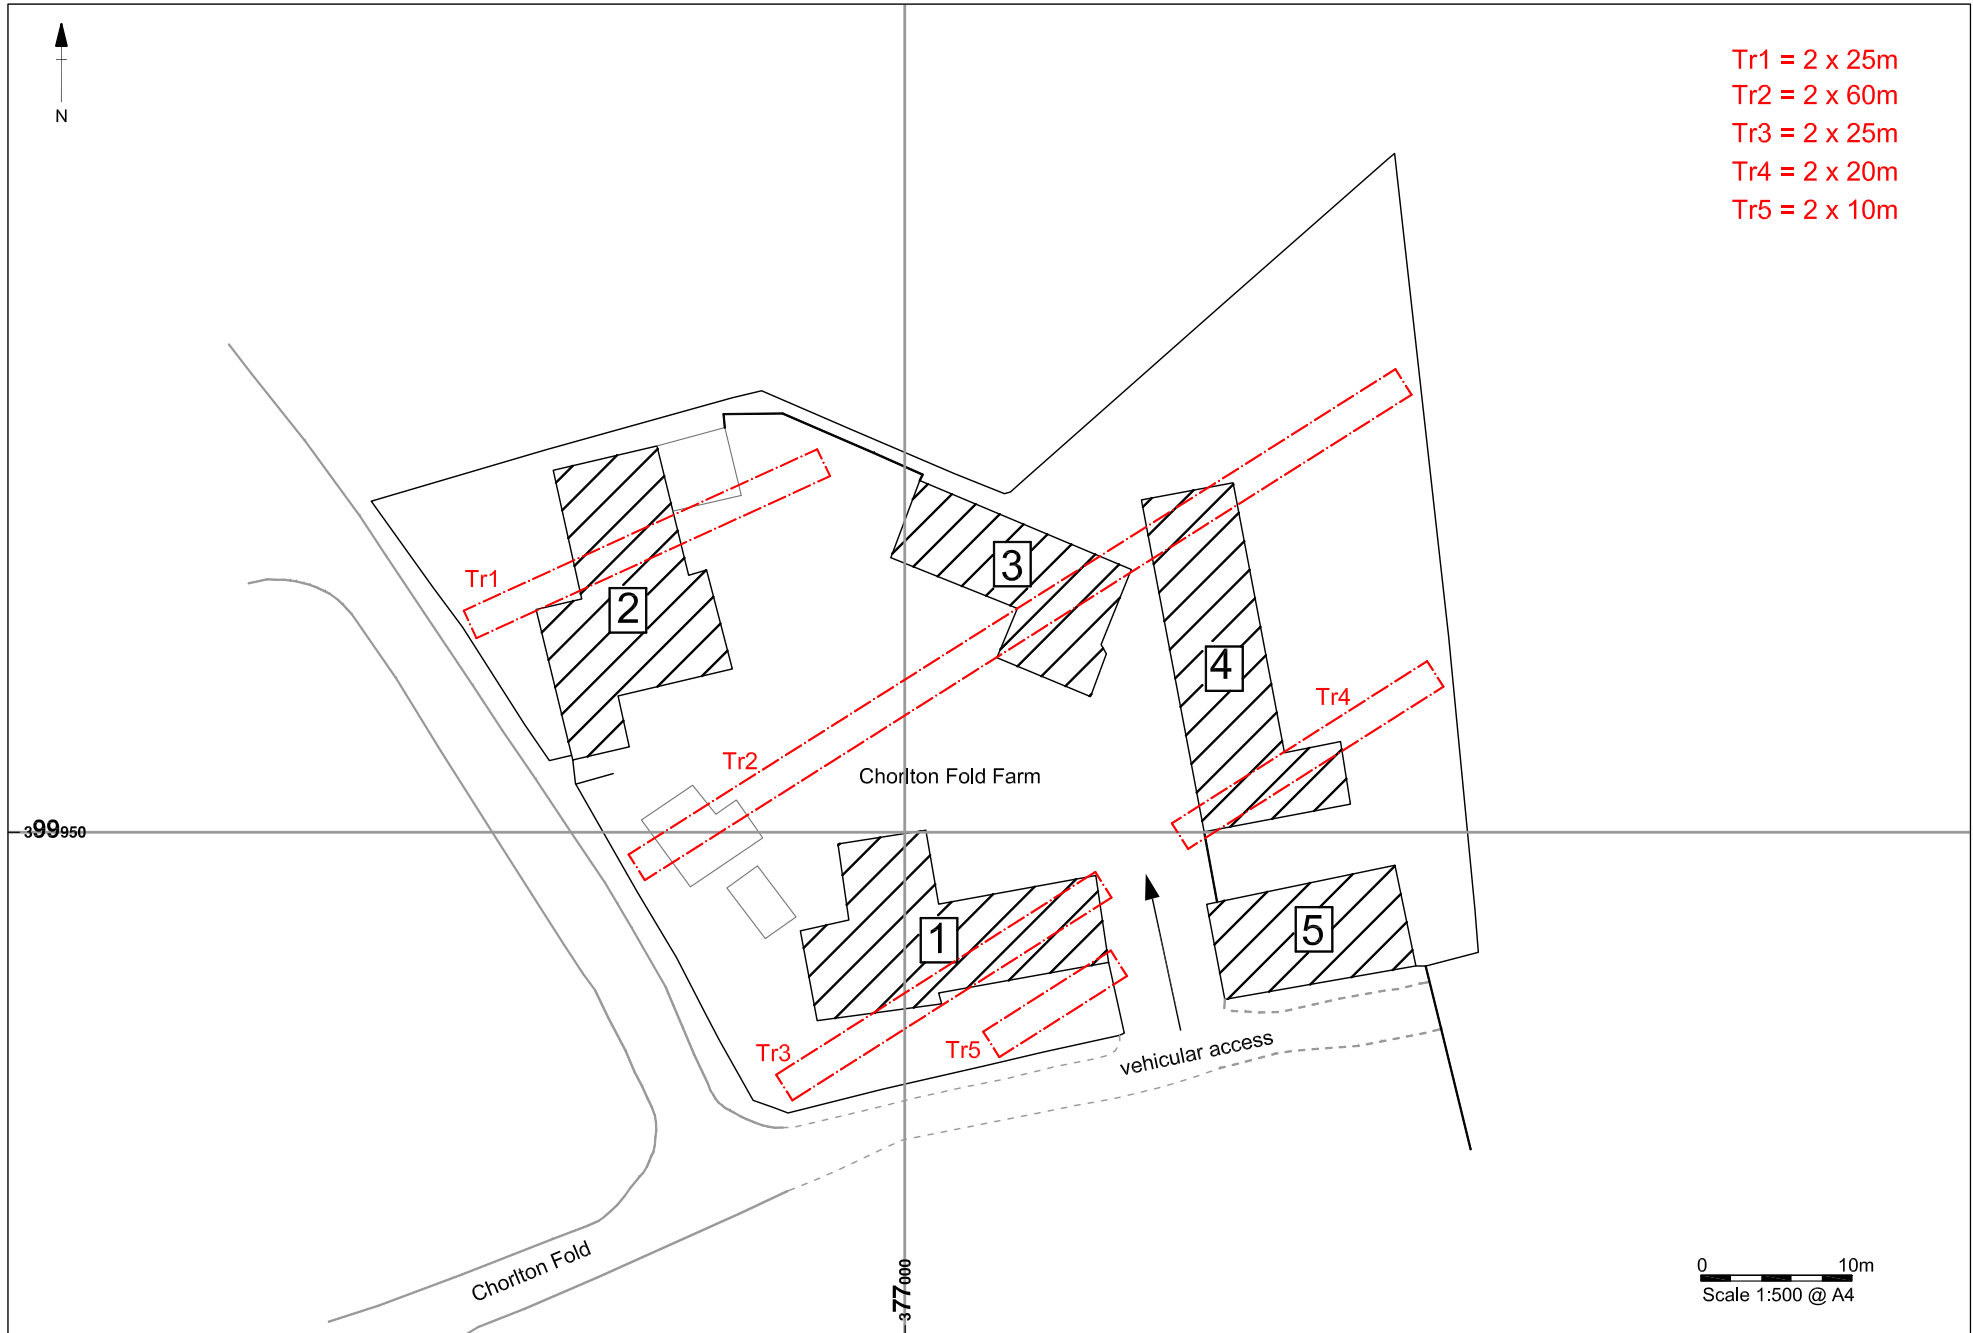 N
Tr1 = 2 x 25m
Tr2 = 2 x 60m
Tr3 = 2 x 25m
Tr4 = 2 x 20m
Tr5 = 2 x 10m
Tr1
2
3
4
Tr4
Tr2
Chorlton Fold Farm
399950
1
5
Tr3
Tr5
vehicular access
Chorlton Fold
377000
0 10m
Scale 1:500 @ A4